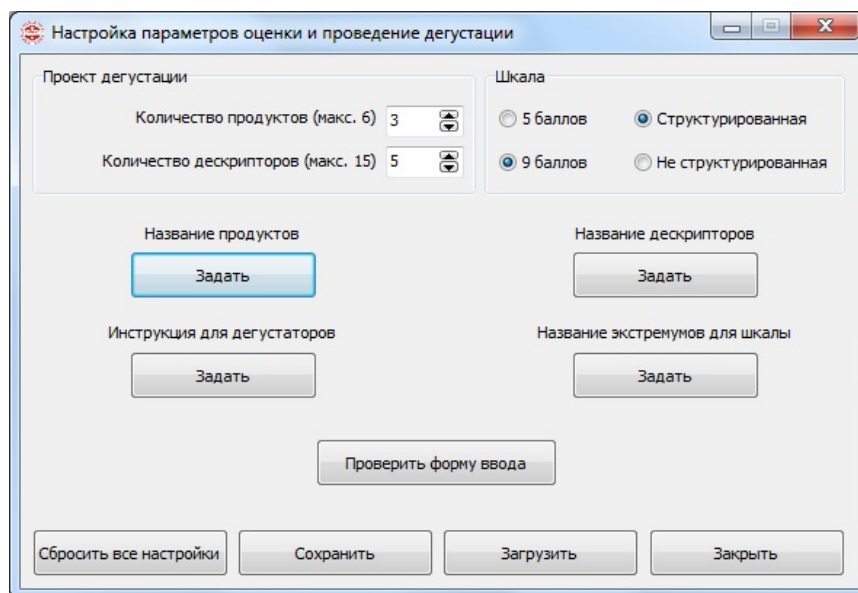 Настройка параметров оценки и проведение дегустации
Проект дегустации
Количество продуктов (макс. 6) 3
Количество дескрипторов (макс. 15) 5
Шкала
5 баллов Структурированная
9 баллов Не структурированная
Название продуктов Название дескрипторов
Задать Задать
Инструкция для дегустаторов Название экстремумов для шкалы
Задать Задать
Проверить форму ввода
Сбросить все настройки Сохранить Загрузить Закрыть